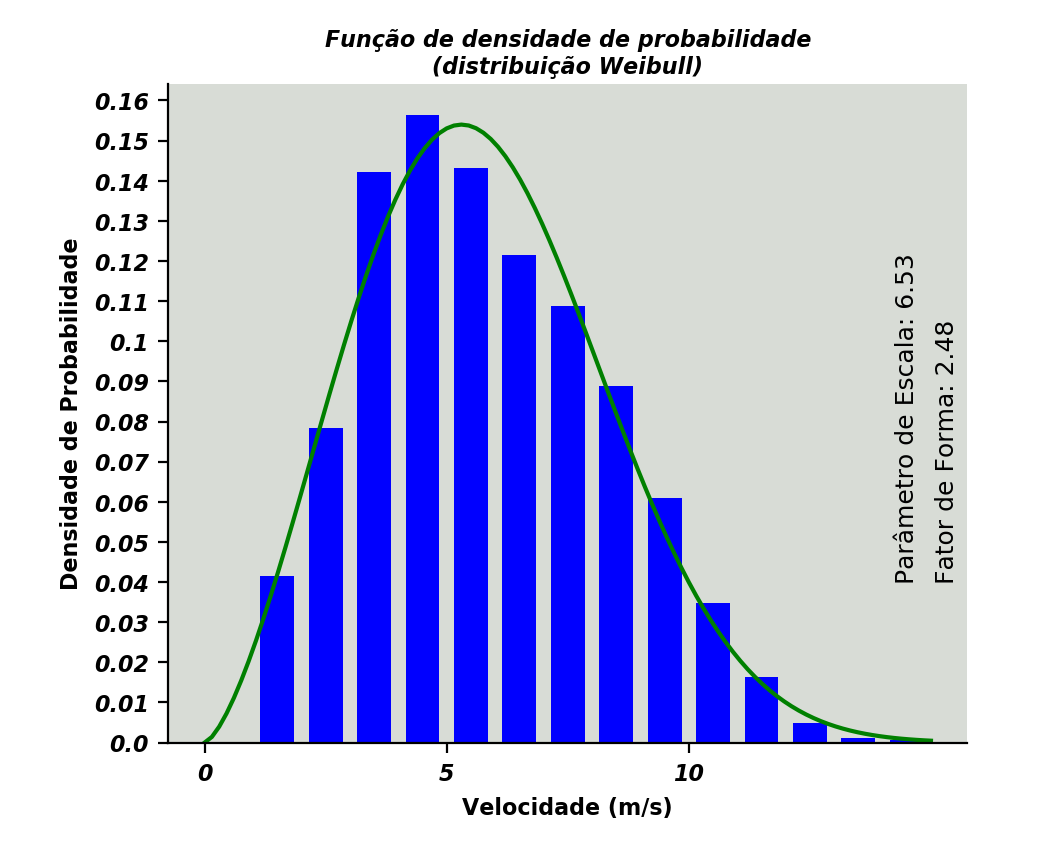 Função de densidade de probabilidade
(distribuição Weibull)
0.16
0.15
0.14
0.13
0.12
0.11
0.1
0.09
0.08
0.07
0.06
0.05
0.04
0.03
0.02
0.01
0.0
Densidade de Probabilidade
0 5 10
Velocidade (m/s)
Parâmetro de Escala: 6.53
Fator de Forma: 2.48